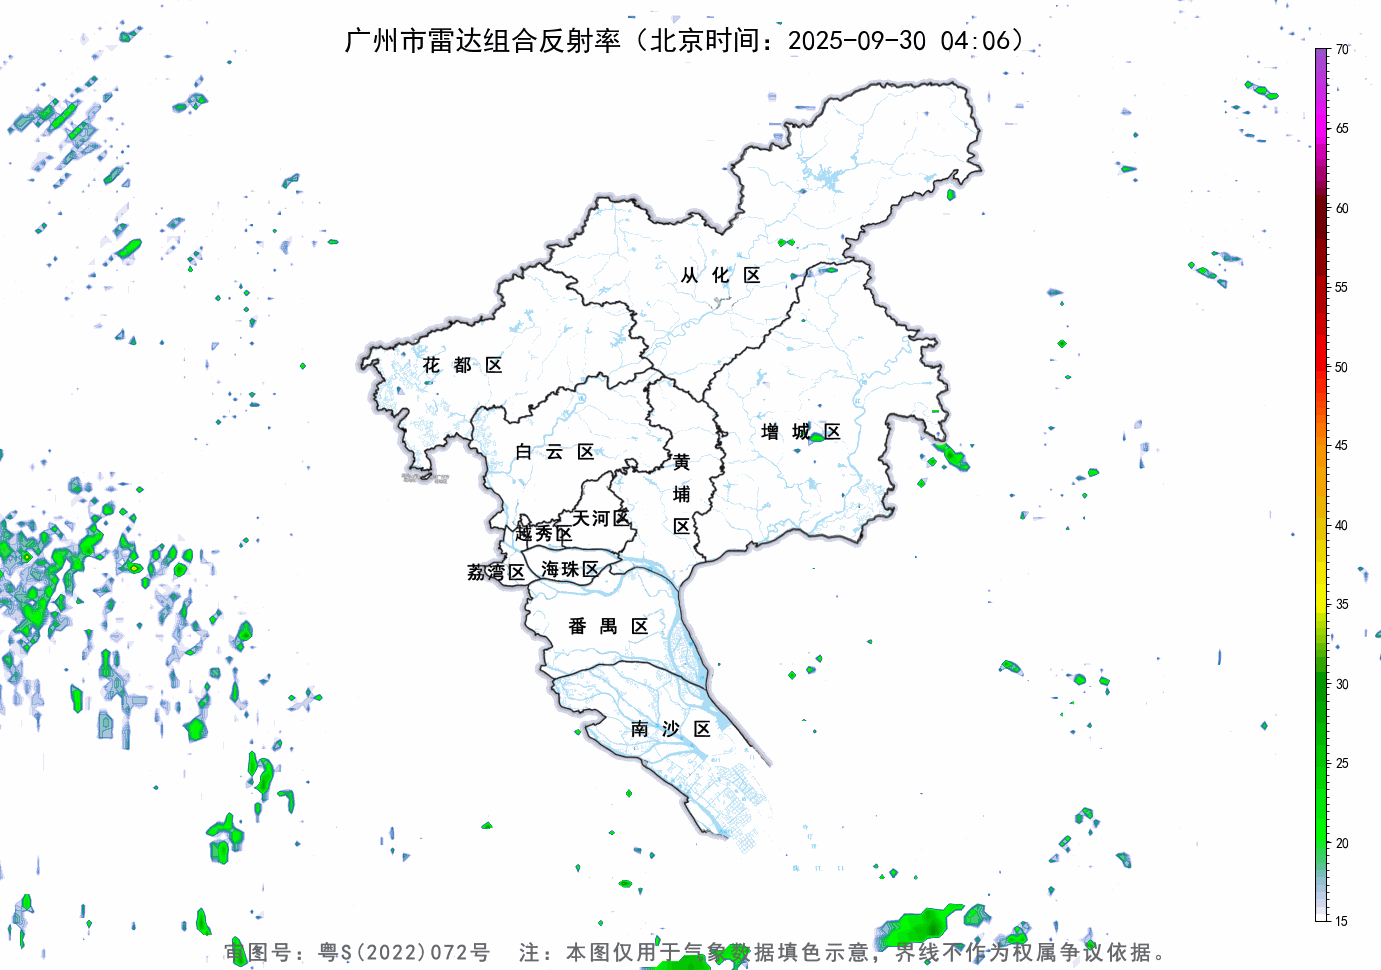 广州市雷达组合反射率（北京时间：2025-09-30 04:06）
70
65
60
55
50
45
40
35
30
25
20
15
从化区
花都区
增城区
白云区
黄埔区
天河区
越秀区
荔湾区
海珠区
番禺区
南沙区
审图号：粤S(2022)072号 注：本图仅用于气象数据填色示意，界线不作为权属争议依据。